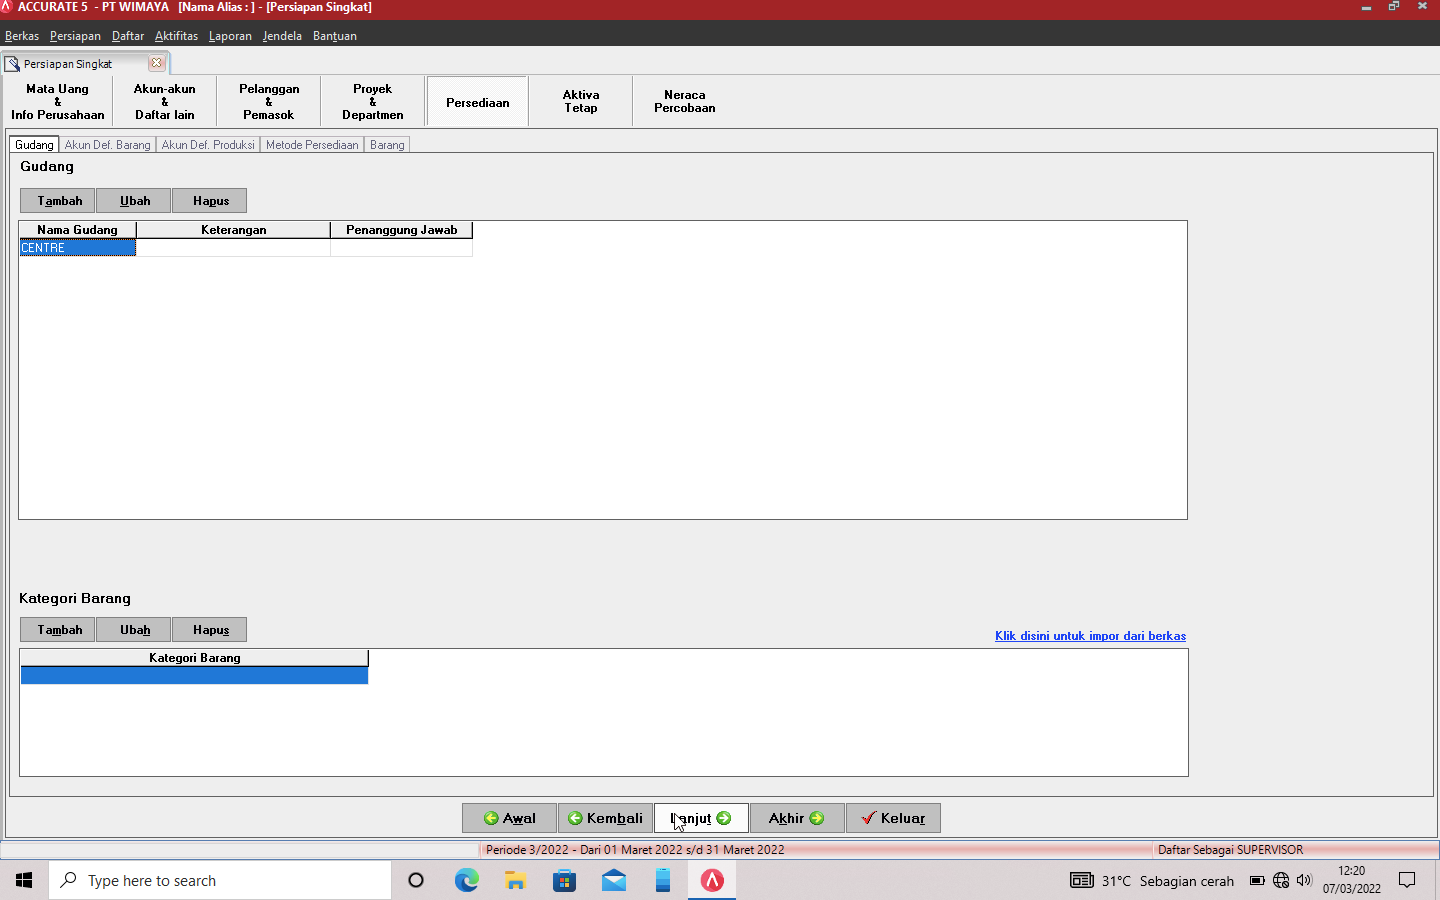 ACCURATE 5 - PT WIMAYA [Nama Alias : ] - [Persiapan Singkat]
Berkas Persiapan Daftar Aktifitas Laporan Jendela Bantuan
Persiapan Singkat
Mata Uang & Info Perusahaan
Akun-akun & Daftar lain
Pelanggan & Pemasok
Proyek & Departmen
Persediaan
Aktiva Tetap
Neraca Percobaan
Gudang Akun Def. Barang Akun Def. Produksi Metode Persediaan Barang
Gudang
Tambah Ubah Hapus
Nama Gudang Keterangan Penanggung Jawab
CENTRE
Kategori Barang
Tambah Ubah Hapus
Klik disini untuk impor dari berkas
Kategori Barang
Awal Kembali Lanjut Akhir Keluar
Periode 3/2022 - Dari 01 Maret 2022 s/d 31 Maret 2022
Daftar Sebagai SUPERVISOR
Type here to search
31°C Sebagian cerah
12:20
07/03/2022